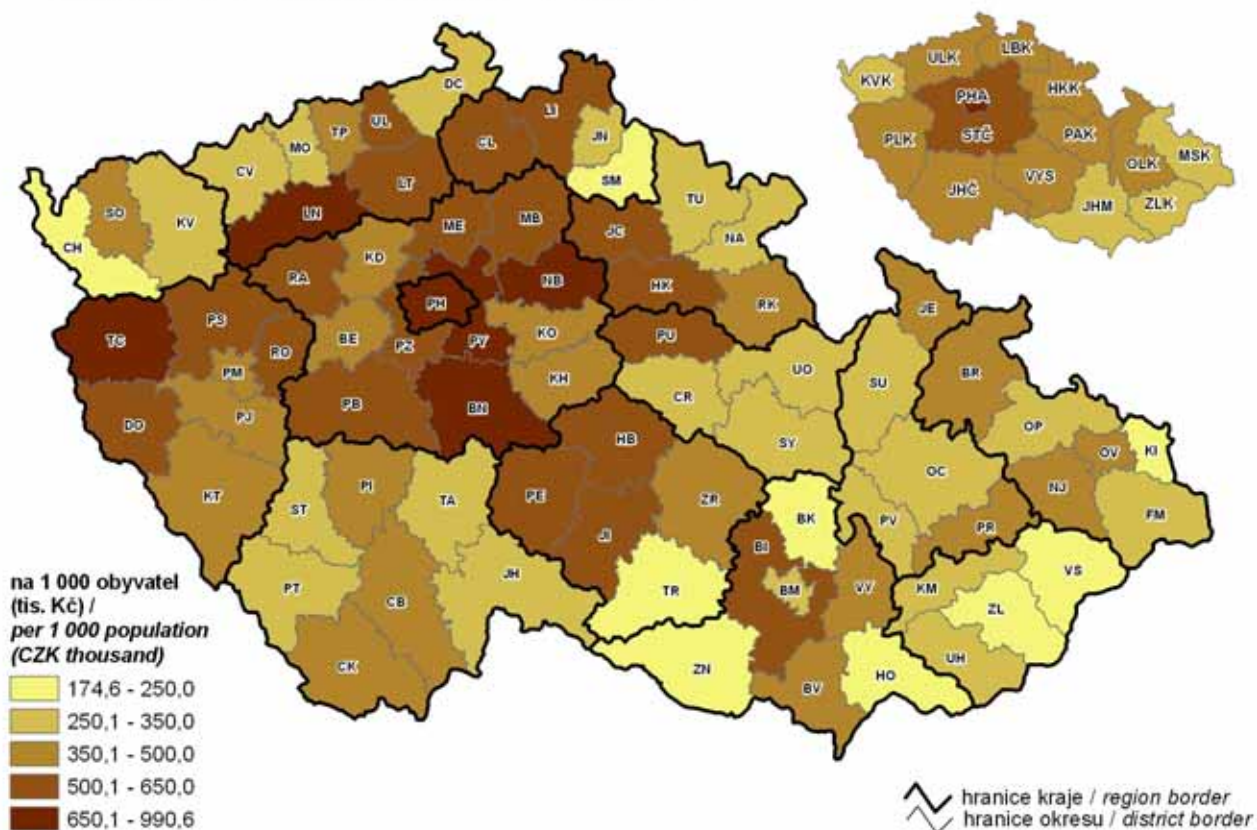 DC
LI
UL
TP
MO
CL
JN
CV
LT
SM
TU
SO
KV
LN
CH
ME
MB
JC
NA
KD
RA
NB
HK
PH
RK
JE
PS
TC
RO
BE
PZ
PY
KO
PU
PM
BR
UO
SU
KH
CR
PB
BN
PJ
DO
OP
HB
SY
OV
KI
OC
NJ
KT
PI
TA
PE
ZR
ST
BK
PV
PR
FM
JI
BI
VS
PT
CB
JH
TR
BM
VY
KM
ZL
UH
CK
ZN
BV
HO
ULK
LBK
KVK
HKK
PHA
STČ
PLK
PAK
OLK
MSK
VYS
JHČ
JHM
ZLK
na 1 000 obyvatel
(tis. Kč) /
per 1 000 population
(CZK thousand)
174,6 - 250,0
250,1 - 350,0
350,1 - 500,0
500,1 - 650,0
650,1 - 990,6
hranice kraje / region border
hranice okresu / district border